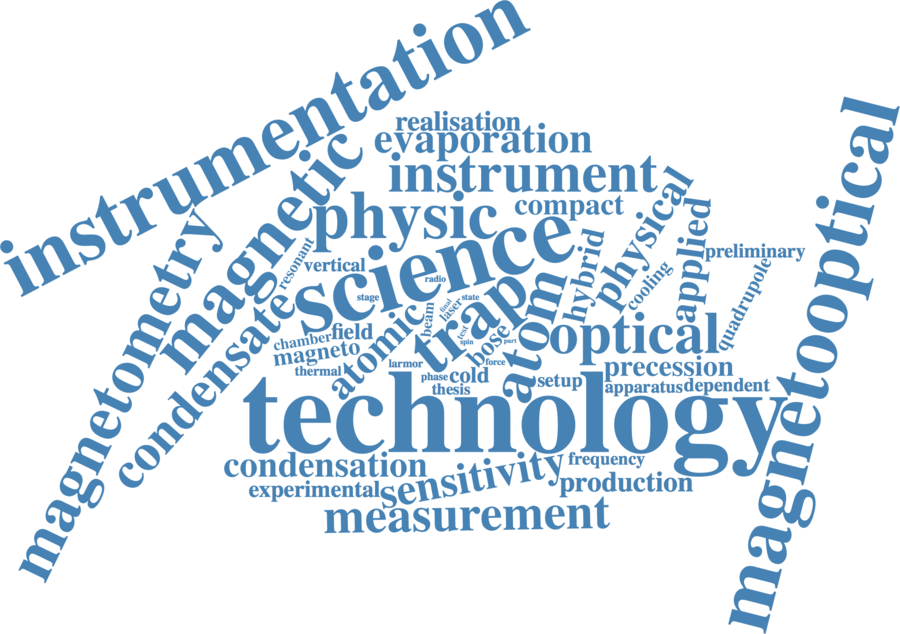 instrumentation
realisation
evaporation
magnetic
instrument
physic
compact
physical
magnetooptical
science
magnetometry
applied
hybrid
preliminary
resonant
vertical
radio
cooling
quadrupole
condensate
stage
final
laser
state
trap
atom
beam
field
chamber
magneto
atomic
test
spin
bose
part
optical
thermal
larmor
force
precession
phase
cold
thesis
setup
apparatus
dependent
technology
condensation
sensitivity
frequency
experimental
production
measurement